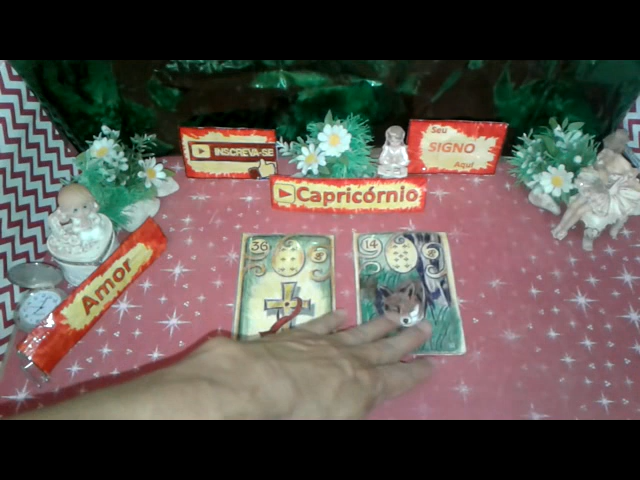 INSCREVA-SE
Seu
SIGNO
Aqui
Capricórnio
Amor
36
14